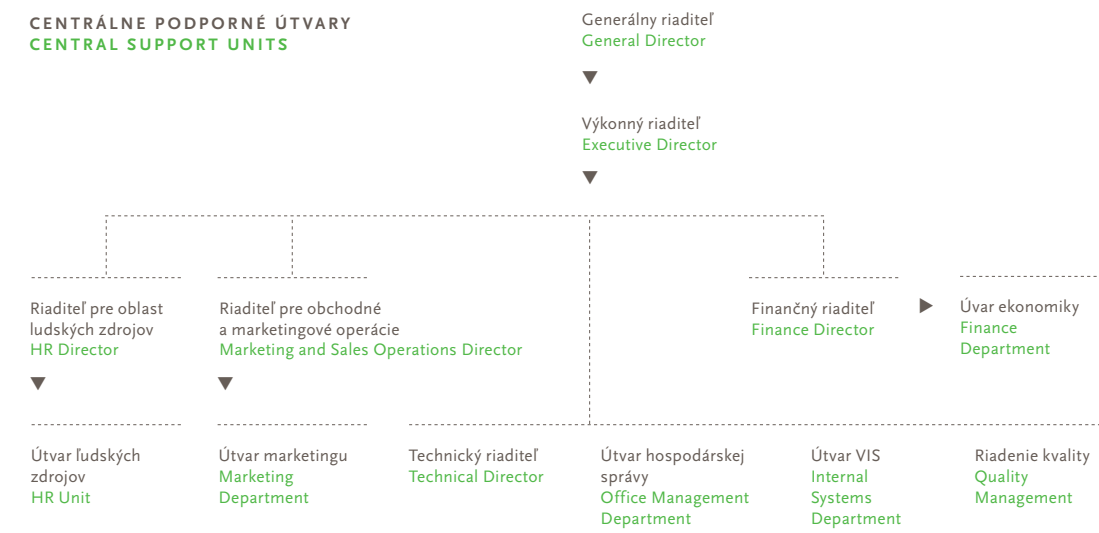 CENTRÁLNE PODPORNÉ ÚTVARY
CENTRAL SUPPORT UNITS
Generálny riaditeľ
General Director
Výkonný riaditeľ
Executive Director
Riaditeľ pre oblast
ludských zdrojov
HR Director
Riaditeľ pre obchodné
a marketingové operácie
Marketing and Sales Operations Director
Finančný riaditeľ
Finance Director
Úvar ekonomiky
Finance
Department
Útvar ľudských
zdrojov
HR Unit
Útvar marketingu
Marketing
Department
Technický riaditeľ
Technical Director
Útvar hospodárskej
správy
Office Management
Department
Útvar VIS
Internal
Systems
Department
Riadenie kvality
Quality
Management